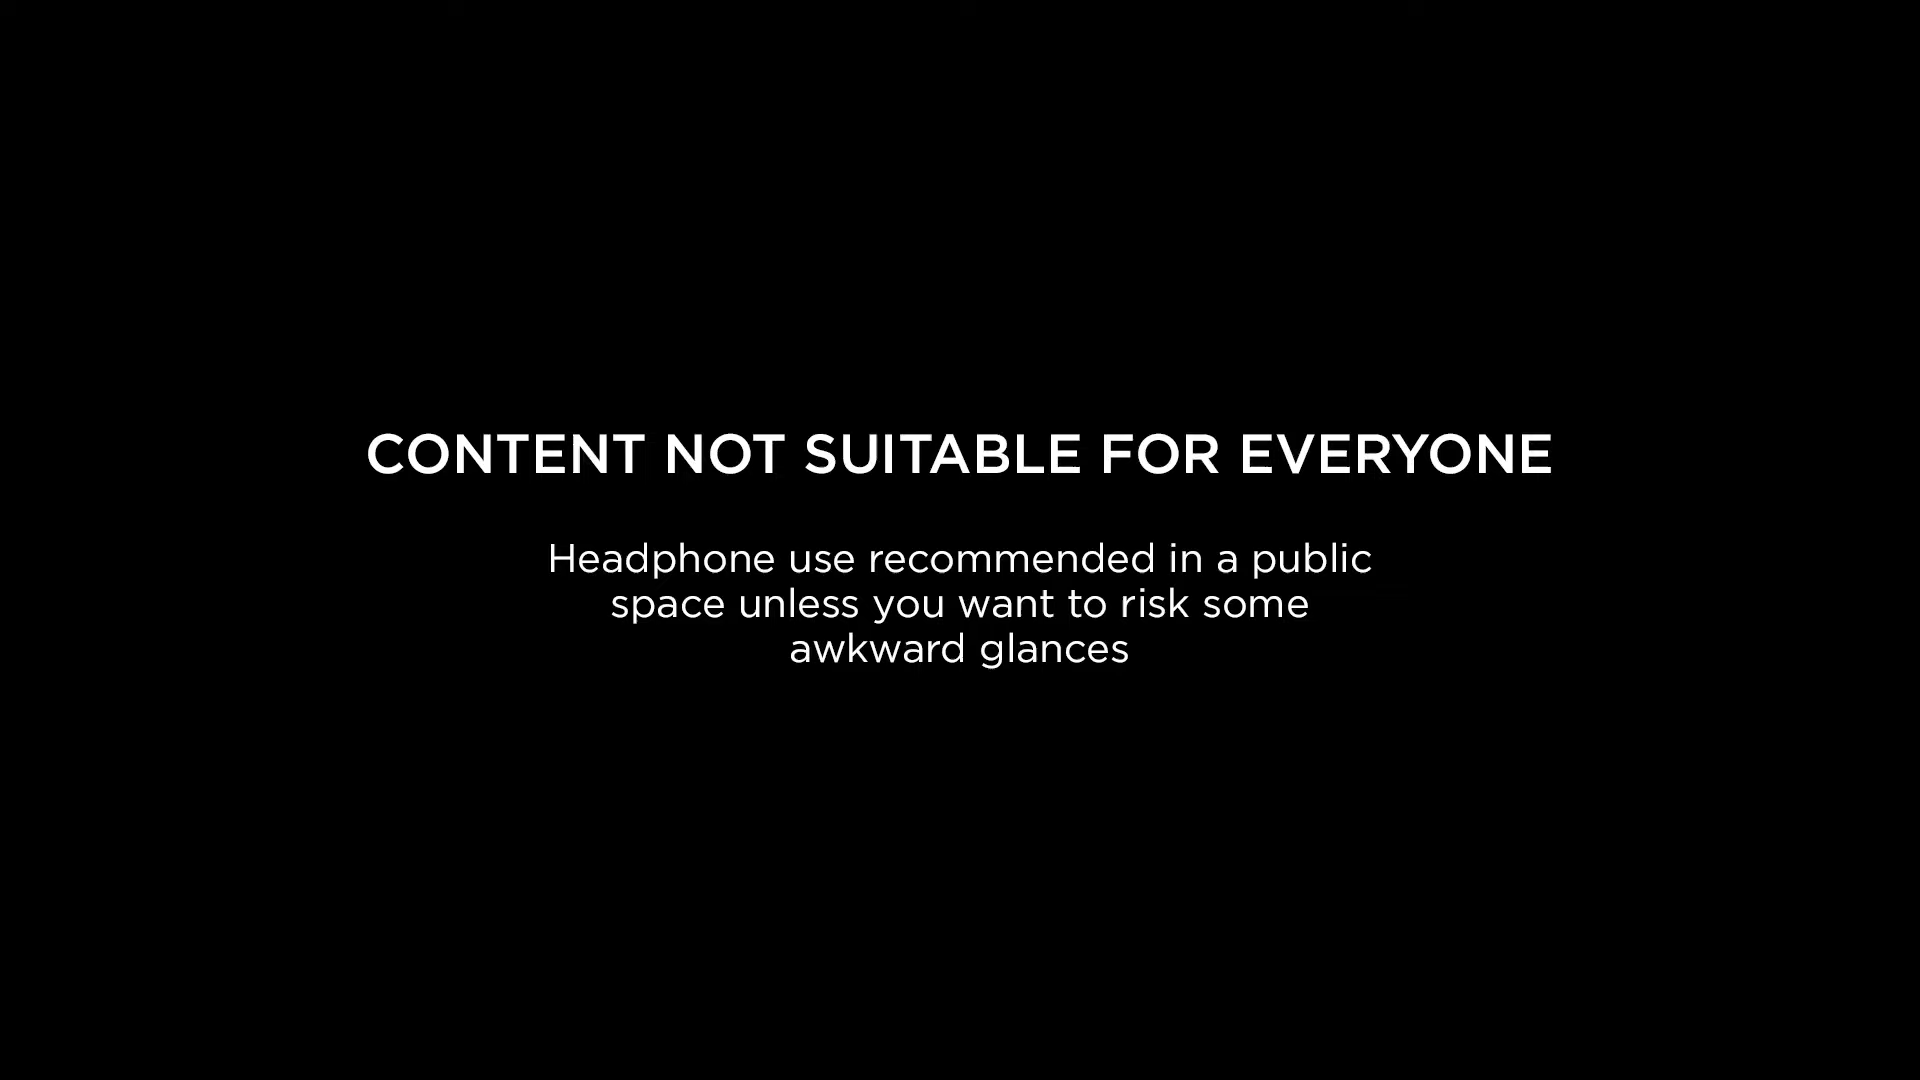 CONTENT NOT SUITABLE FOR EVERYONE
Headphone use recommended in a public
space unless you want to risk some
awkward glances